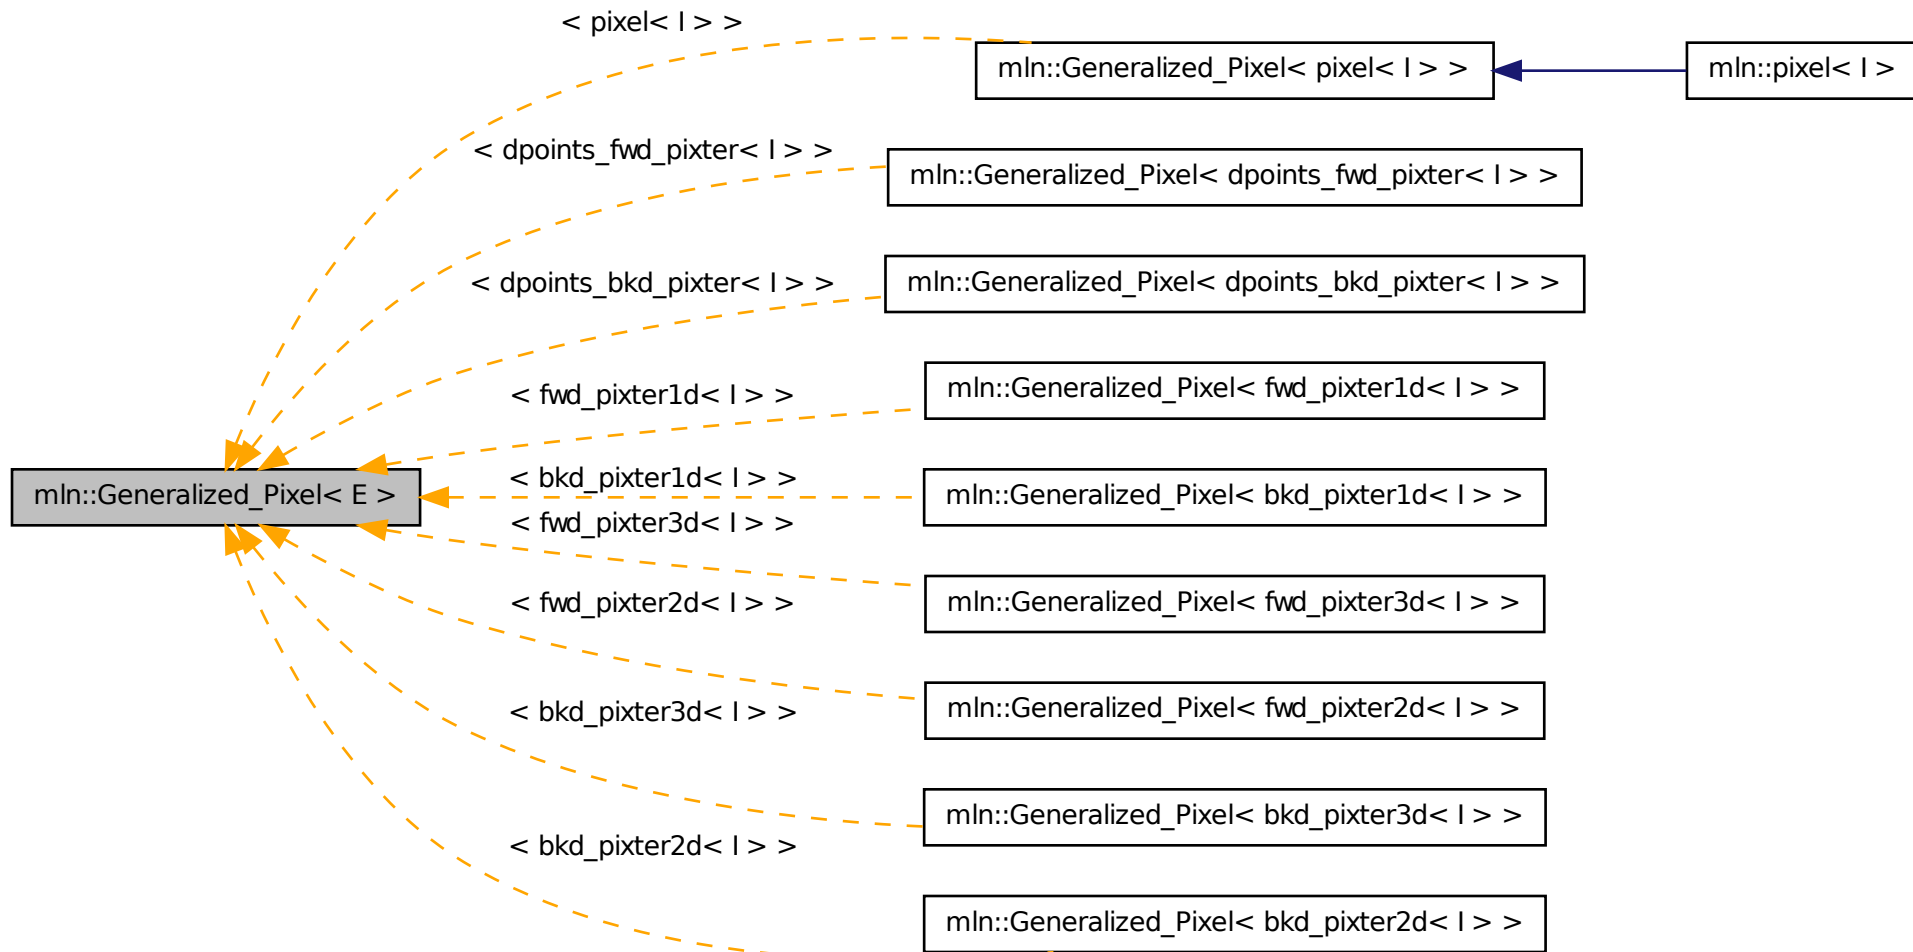 < pixel< I > >
mln::Generalized_Pixel< pixel< I > >
mln::pixel< I >
< dpoints_fwd_pixter< I > >
mln::Generalized_Pixel< dpoints_fwd_pixter< I > >
< dpoints_bkd_pixter< I > >
mln::Generalized_Pixel< dpoints_bkd_pixter< I > >
< fwd_pixter1d< I > >
mln::Generalized_Pixel< fwd_pixter1d< I > >
mln::Generalized_Pixel< E >
< bkd_pixter1d< I > >
mln::Generalized_Pixel< bkd_pixter1d< I > >
< fwd_pixter3d< I > >
mln::Generalized_Pixel< fwd_pixter3d< I > >
< fwd_pixter2d< I > >
mln::Generalized_Pixel< fwd_pixter2d< I > >
< bkd_pixter3d< I > >
mln::Generalized_Pixel< bkd_pixter3d< I > >
< bkd_pixter2d< I > >
mln::Generalized_Pixel< bkd_pixter2d< I > >